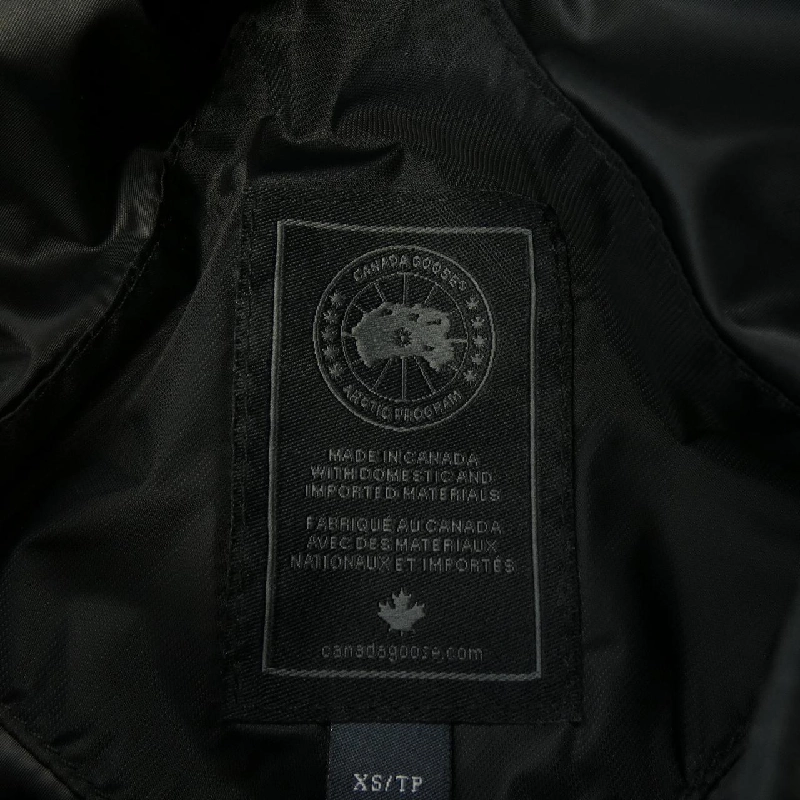 CANADA GOOSE®
ARCTIC PROGRAM
MADE IN CANADA
WITH DOMESTIC AND
IMPORTED MATERIALS
FABRIQUÉ AU CANADA
AVEC DES MATERIAUX
NATIONAUX ET IMPORTÉS
canadagoose.com
XS/TP